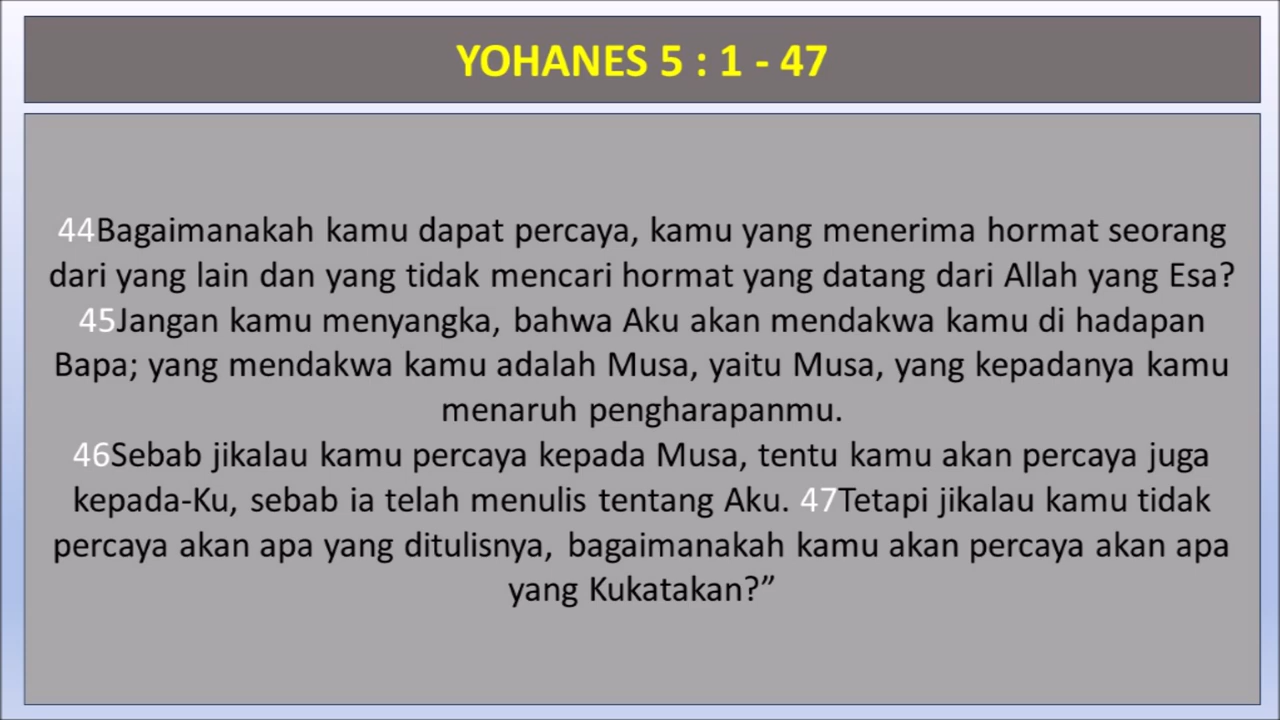 YOHANES 5 : 1 - 47
44Bagaimanakah kamu dapat percaya, kamu yang menerima hormat seorang
dari yang lain dan yang tidak mencari hormat yang datang dari Allah yang Esa?
45Jangan kamu menyangka, bahwa Aku akan mendakwa kamu di hadapan
Bapa; yang mendakwa kamu adalah Musa, yaitu Musa, yang kepadanya kamu
menaruh pengharapanmu.
46Sebab jikalau kamu percaya kepada Musa, tentu kamu akan percaya juga
kepada-Ku, sebab ia telah menulis tentang Aku. 47Tetapi jikalau kamu tidak
percaya akan apa yang ditulisnya, bagaimanakah kamu akan percaya akan apa
yang Kukatakan?”